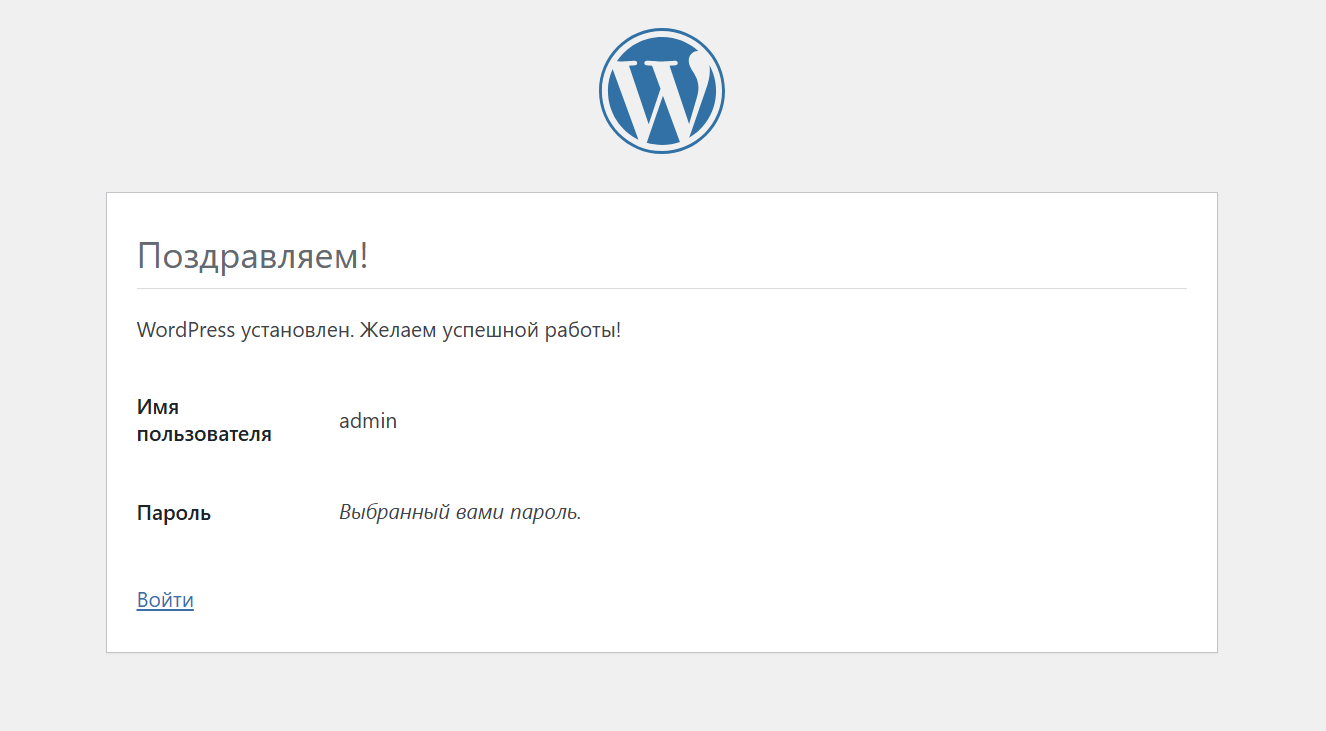 Поздравляем!
WordPress установлен. Желаем успешной работы!
Имя
пользователя
admin
Пароль
Выбранный вами пароль.
Войти